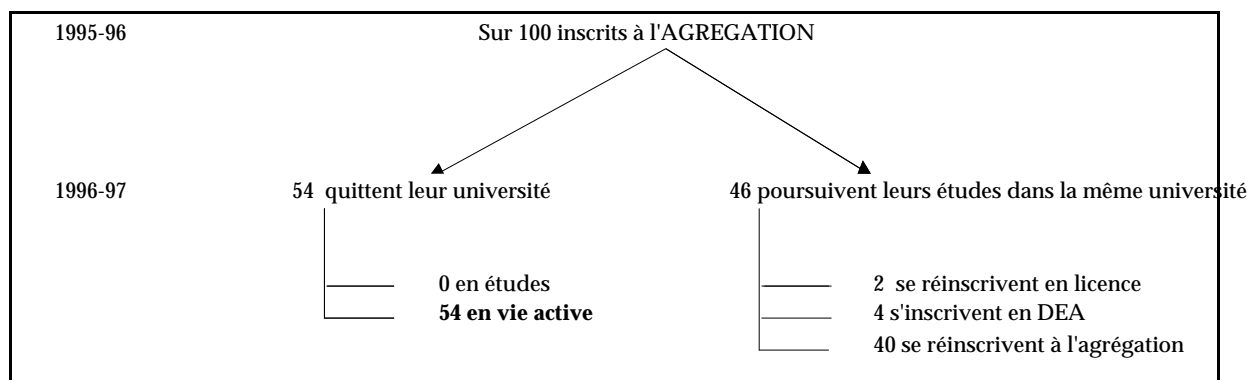 1995-96 Sur 100 inscrits à l'AGREGATION
1996-97 54 quittent leur université 46 poursuivent leurs études dans la même université
0 en études 2 se réinscrivent en licence
54 en vie active 4 s'inscrivent en DEA
40 se réinscrivent à l'agrégation